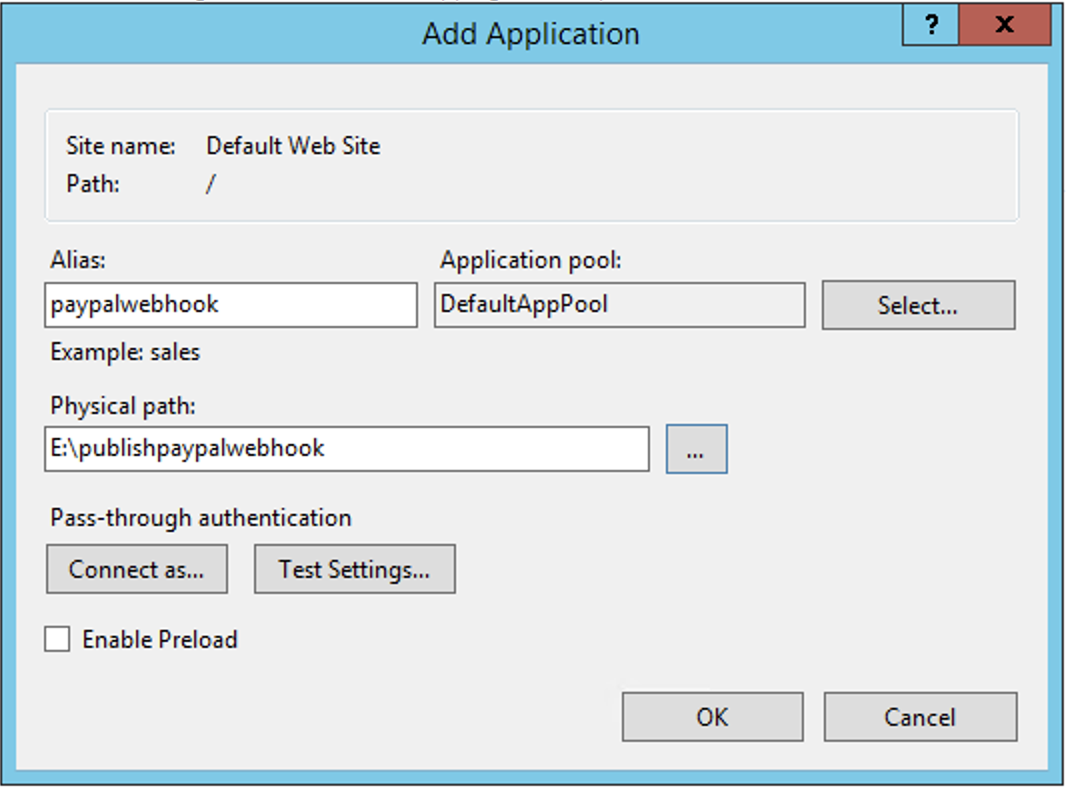 Add Application
? x
Site name: Default Web Site
Path: /
Alias: Application pool:
paypalwebhook DefaultAppPool Select...
Example: sales
Physical path:
E:\publishpaypalwebhook ...
Pass-through authentication
Connect as... Test Settings...
Enable Preload
OK Cancel